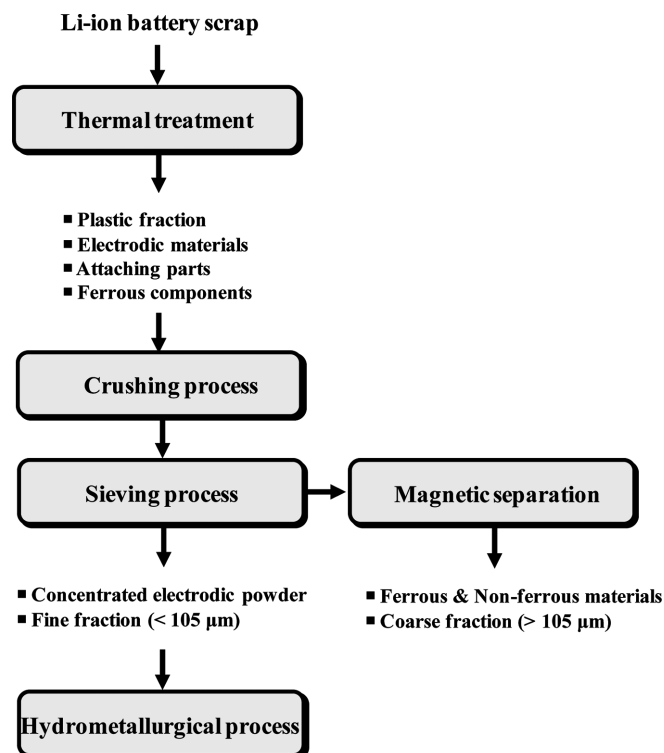 Li-ion battery scrap
Thermal treatment
▪ Plastic fraction
▪ Electrodic materials
▪ Attaching parts
▪ Ferrous components
Crushing process
Sieving process
Magnetic separation
▪ Concentrated electrodic powder
▪ Fine fraction (< 105 μm)
▪ Ferrous & Non-ferrous materials
▪ Coarse fraction (> 105 μm)
Hydrometallurgical process